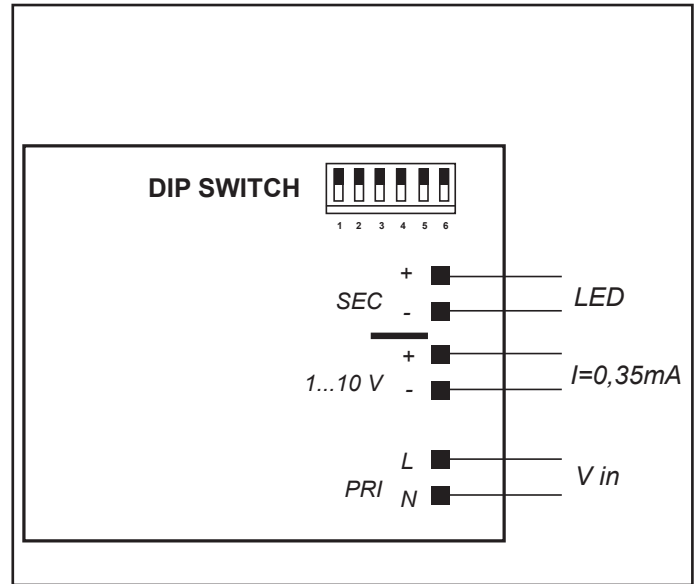 DIP SWITCH
1 2 3 4 5 6
+
SEC
LED
-
+
1...10 V
I=0,35mA
-
L
PRI
V in
N